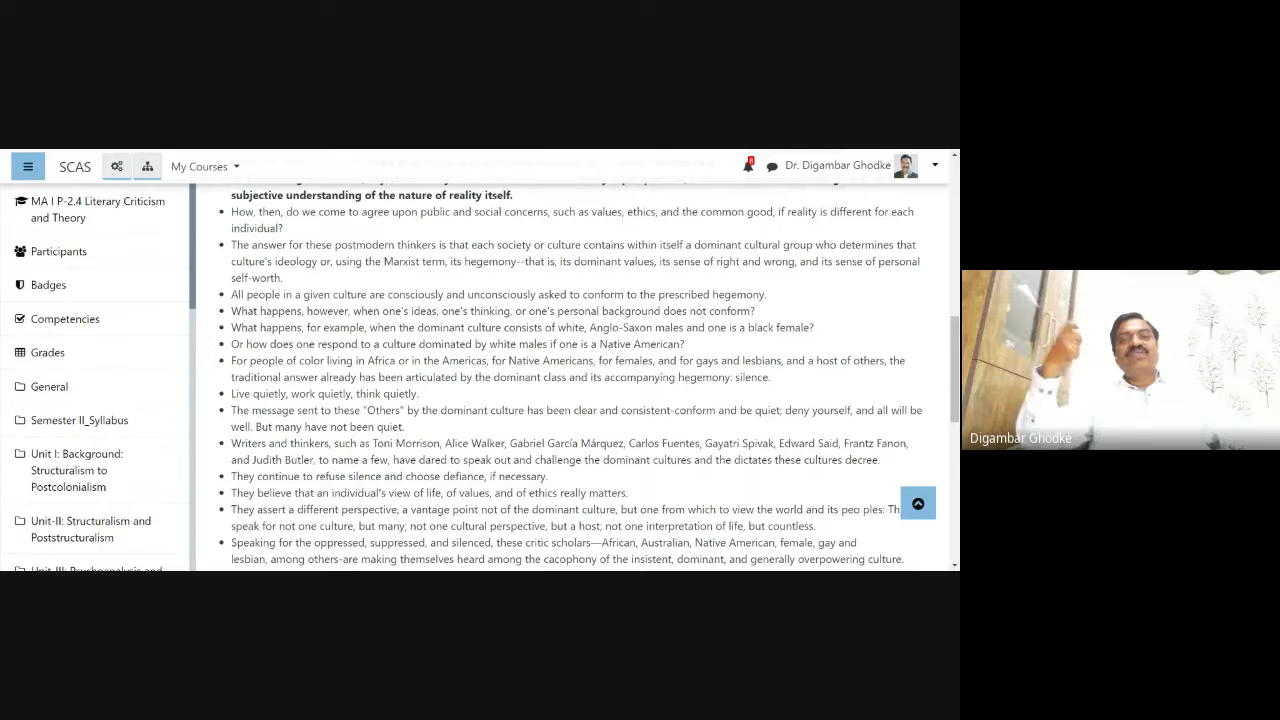 SCAS
My Courses
6
Dr. Digambar Ghodke
MA I P-2.4 Literary Criticism
and Theory
Participants
Badges
Competencies
Grades
General
Semester II_Syllabus
Unit I: Background:
Structuralism to
Postcolonialism
Unit-II: Structuralism and
Poststructuralism
Unit-III: Psychoanalysis and
subjective understanding of the nature of reality itself.
How, then, do we come to agree upon public and social concerns, such as values, ethics, and the common good, if reality is different for each
individual?
The answer for these postmodern thinkers is that each society or culture contains within itself a dominant cultural group who determines that
culture's ideology or, using the Marxist term, its hegemony--that is, its dominant values, its sense of right and wrong, and its sense of personal
self-worth.
All people in a given culture are consciously and unconsciously asked to conform to the prescribed hegemony.
What happens, however, when one's ideas, one's thinking, or one's personal background does not conform?
What happens, for example, when the dominant culture consists of white, Anglo-Saxon males and one is a black female?
Or how does one respond to a culture dominated by white males if one is a Native American?
For people of color living in Africa or in the Americas, for Native Americans, for females, and for gays and lesbians, and a host of others, the
traditional answer already has been articulated by the dominant class and its accompanying hegemony: silence.
Live quietly, work quietly, think quietly.
The message sent to these "Others" by the dominant culture has been clear and consistent-conform and be quiet; deny yourself, and all will be
well. But many have not been quiet.
Writers and thinkers, such as Toni Morrison, Alice Walker, Gabriel García Márquez, Carlos Fuentes, Gayatri Spivak, Edward Said, Frantz Fanon,
and Judith Butler, to name a few, have dared to speak out and challenge the dominant cultures and the dictates these cultures decree.
They continue to refuse silence and choose defiance, if necessary.
They believe that an individual's view of life, of values, and of ethics really matters.
They assert a different perspective, a vantage point not of the dominant culture, but one from which to view the world and its peo ples:
speak for not one culture, but many; not one cultural perspective, but a host; not one interpretation of life, but countless.
Speaking for the oppressed, suppressed, and silenced, these critic scholars—African, Australian, Native American, female, gay and
lesbian, among others-are making themselves heard among the cacophony of the insistent, dominant, and generally overpowering culture.
Digambar Ghodke